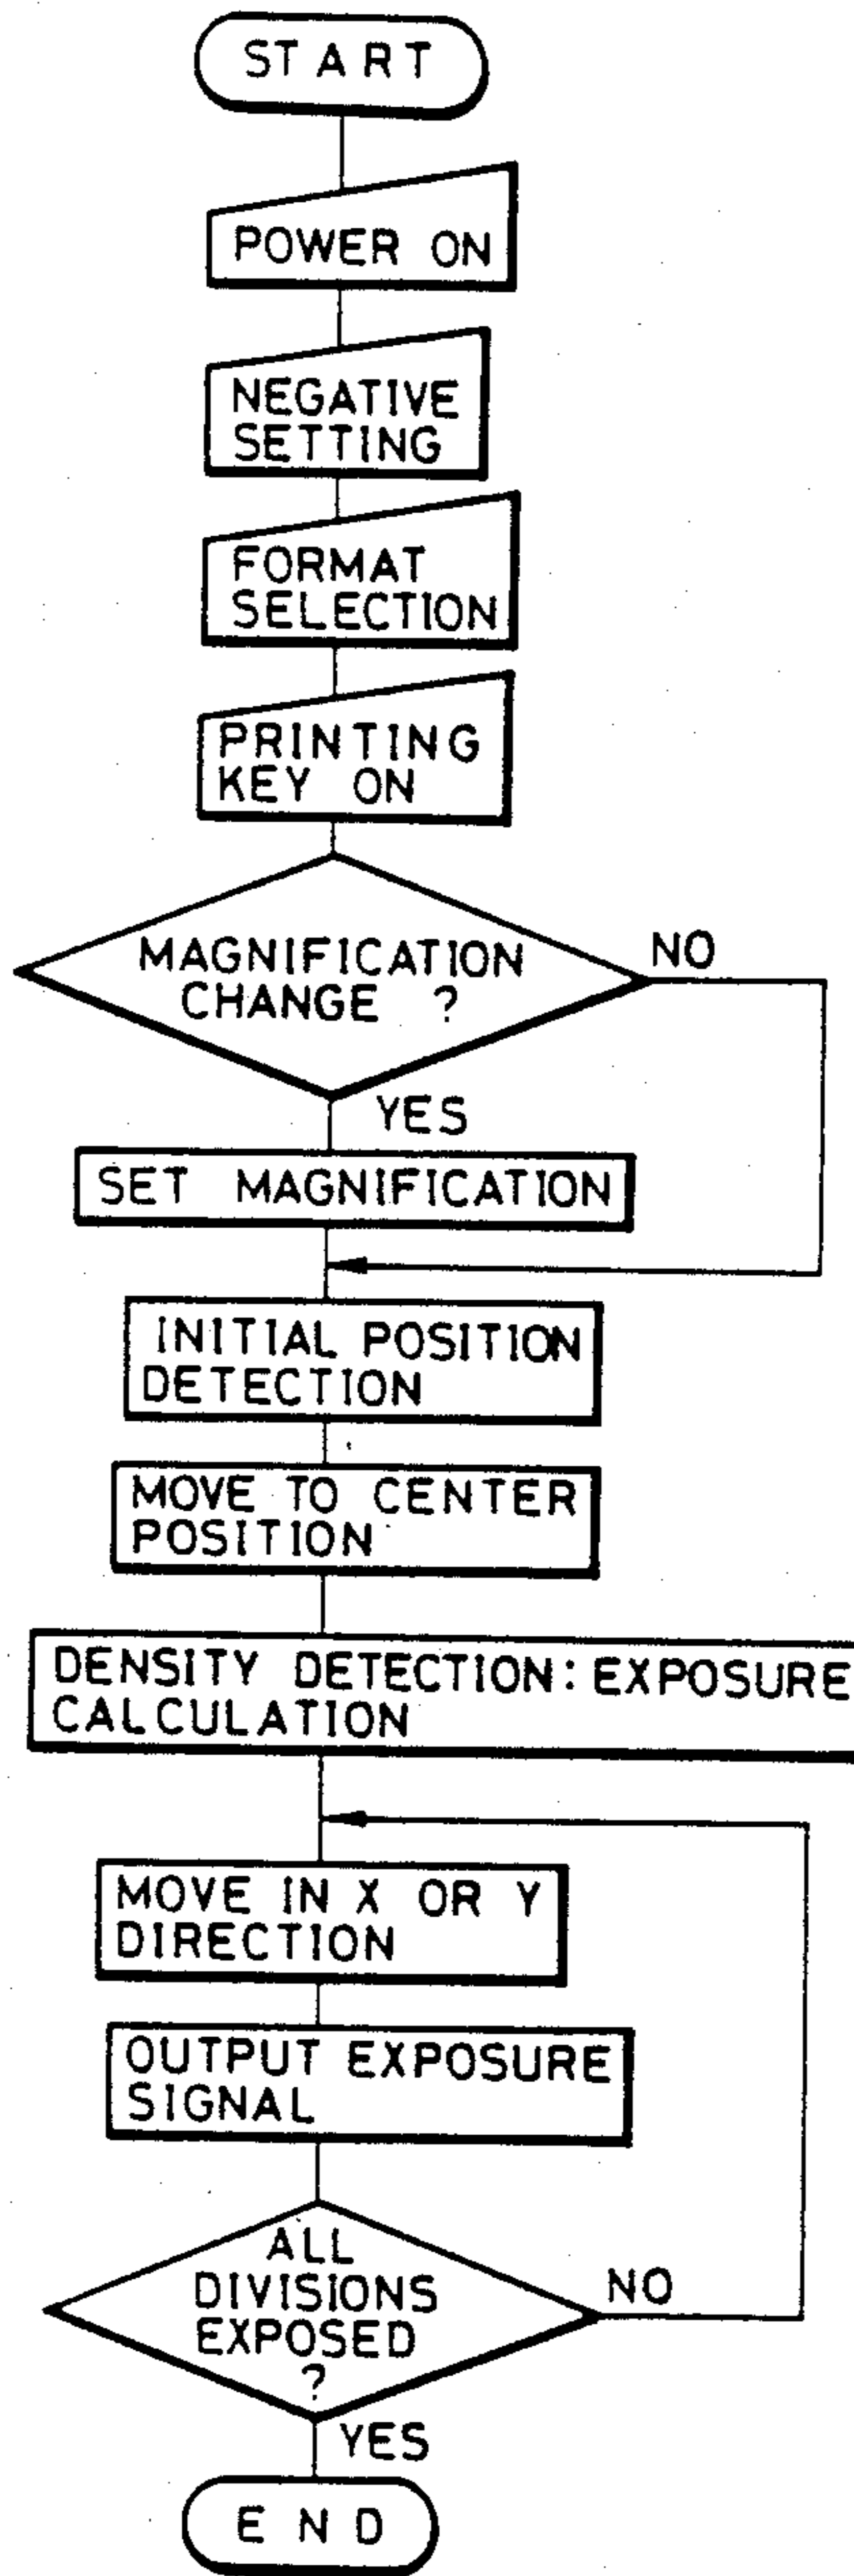 START
POWER ON
NEGATIVE
SETTING
FORMAT
SELECTION
PRINTING
KEY ON
MAGNIFICATION
CHANGE ?
NO
YES
SET MAGNIFICATION
INITIAL POSITION
DETECTION
MOVE TO CENTER
POSITION
DENSITY DETECTION: EXPOSURE
CALCULATION
MOVE IN X OR Y
DIRECTION
OUTPUT EXPOSURE
SIGNAL
ALL
DIVISIONS
EXPOSED
?
NO
YES
END